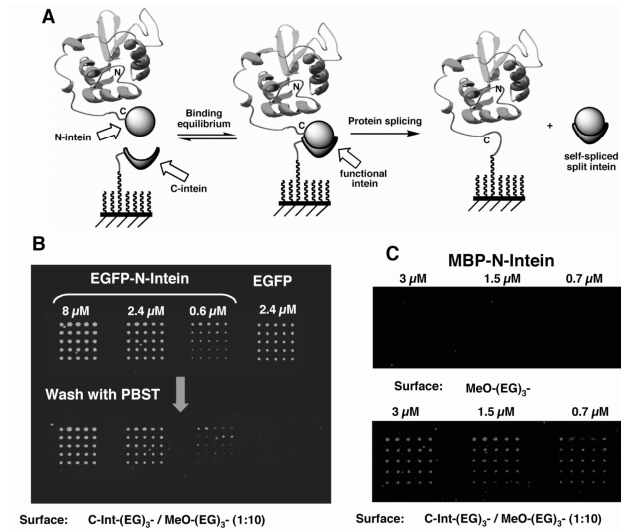 A
N
C
N-intein
C-intein
Binding
equilibrium
N
C
functional
intein
Protein splicing
N
C
+
self-spliced
split intein
B
EGFP-N-Intein
EGFP
8 µM
2.4 µM
0.6 µM
2.4 µM
Wash with PBST
Surface: C-Int-(EG)3- / MeO-(EG)3- (1:10)
C
MBP-N-Intein
3 µM
1.5 µM
0.7 µM
Surface: MeO-(EG)3-
3 µM
1.5 µM
0.7 µM
Surface: C-Int-(EG)3- / MeO-(EG)3- (1:10)